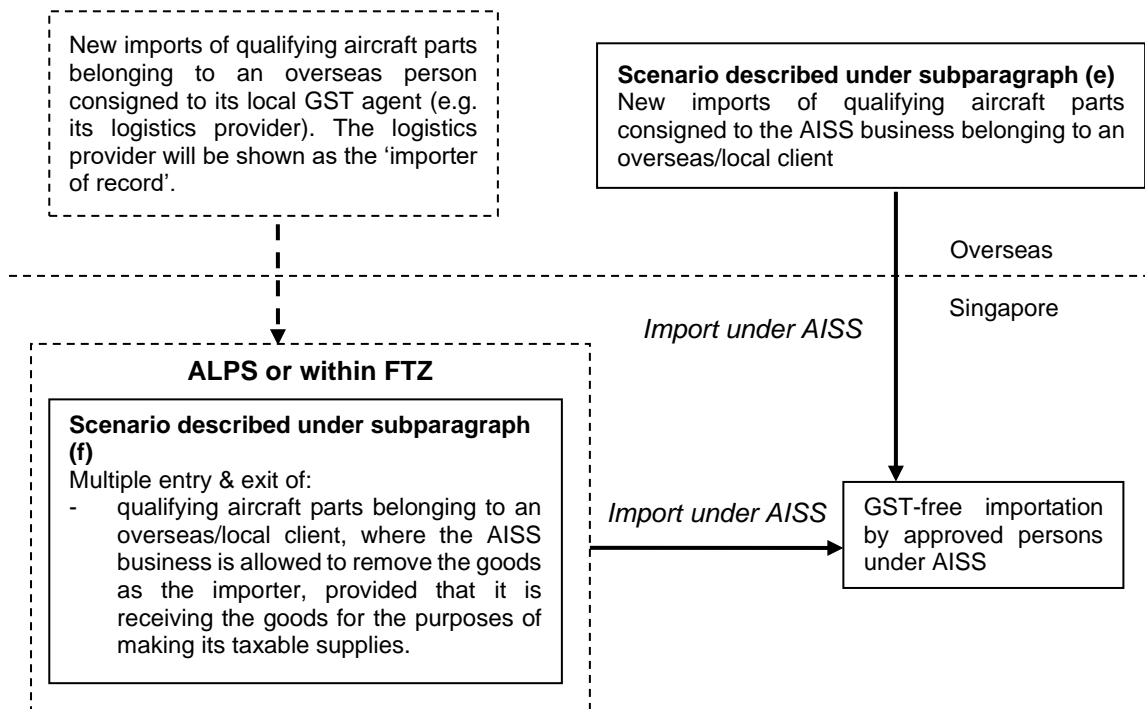 New imports of qualifying aircraft parts
belonging to an overseas person
consigned to its local GST agent (e.g.
its logistics provider). The logistics
provider will be shown as the ‘importer
of record’.
Scenario described under subparagraph (e)
New imports of qualifying aircraft parts
consigned to the AISS business belonging to an
overseas/local client
Overseas
Singapore
Import under AISS
ALPS or within FTZ
Scenario described under subparagraph
(f)
Multiple entry & exit of:
- qualifying aircraft parts belonging to an
overseas/local client, where the AISS
business is allowed to remove the goods
as the importer, provided that it is
receiving the goods for the purposes of
making its taxable supplies.
Import under AISS
GST-free importation
by approved persons
under AISS